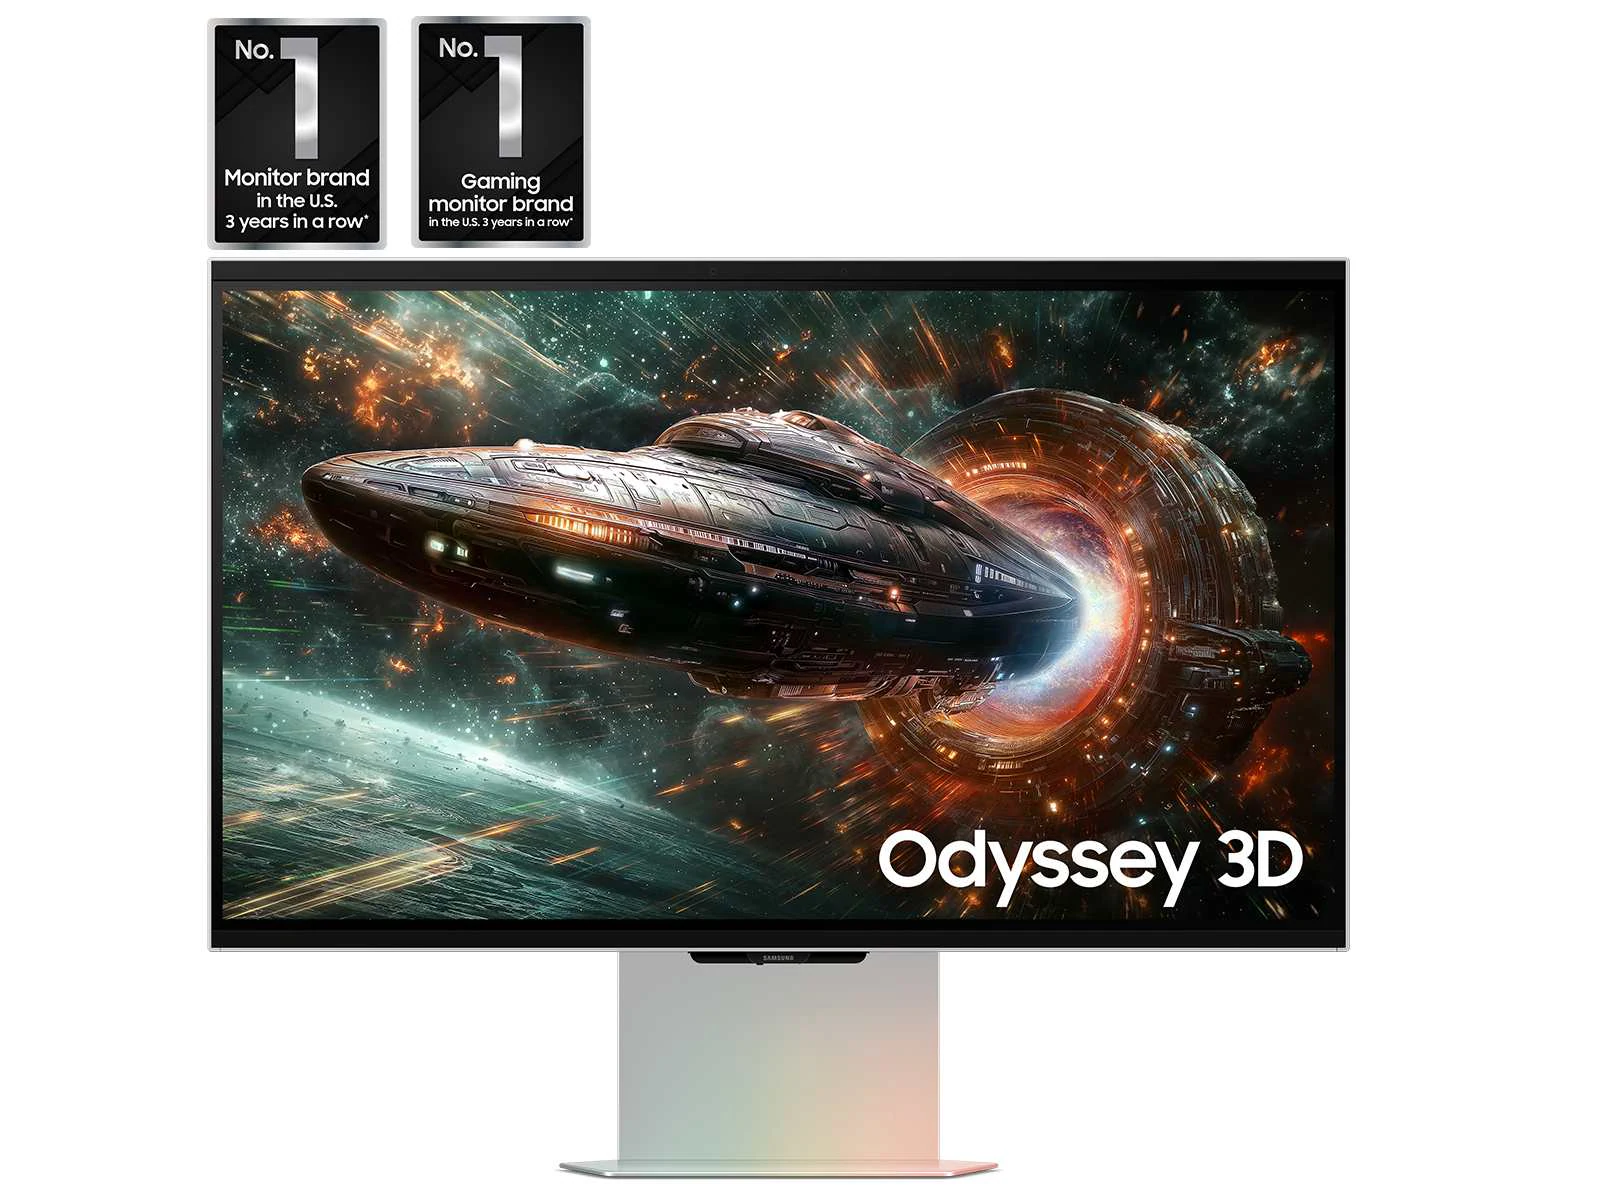 No. 1
Monitor brand
in the U.S.
3 years in a row*
No. 1
Gaming
monitor brand
in the U.S. 3 years in a row*
Odyssey 3D
SAMSUNG